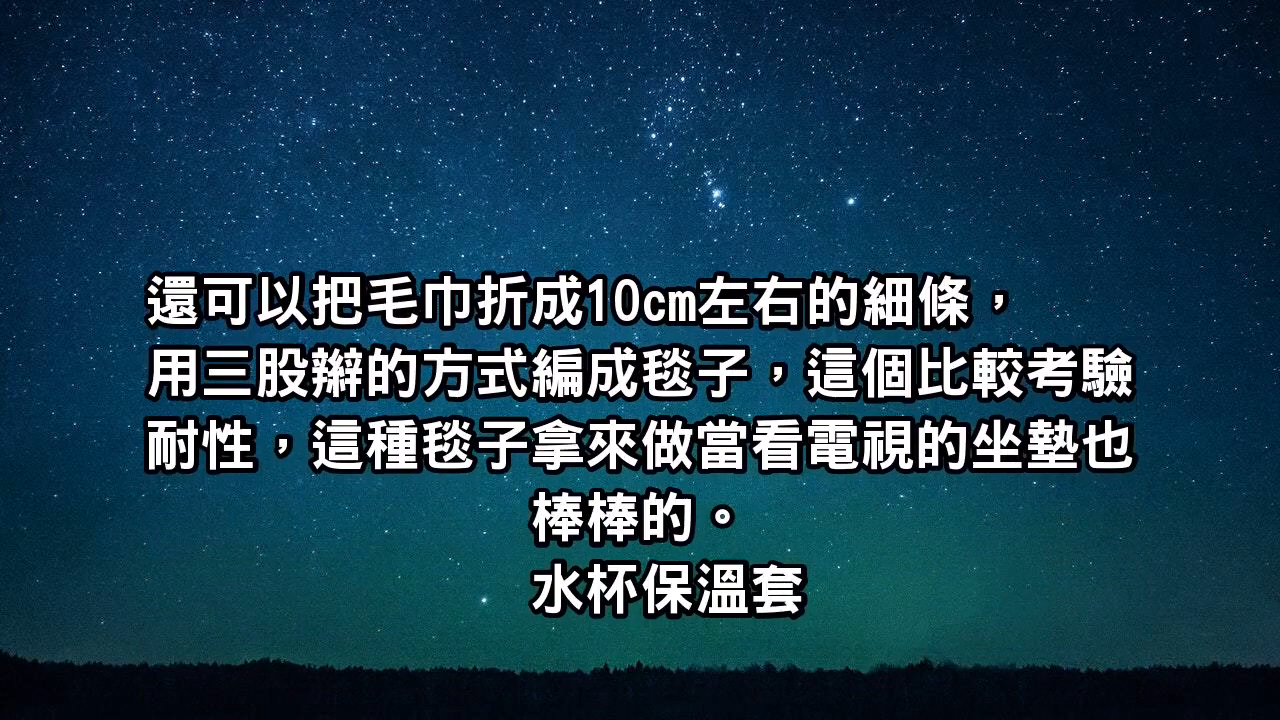 還可以把毛巾折成10cm左右的細條，
用三股辮的方式編成毯子，這個比較考驗
耐性，這種毯子拿來做當看電視的坐墊也
棒棒的。
水杯保溫套